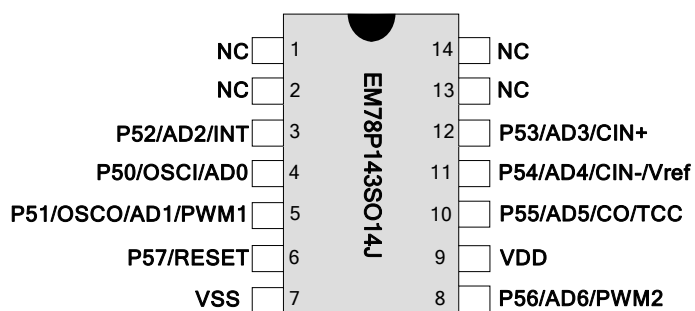 NC 1 14 NC
NC 2 13 NC
P52/AD2/INT 3 12 P53/AD3/CIN+
P50/OSCI/AD0 4 11 P54/AD4/CIN-/Vref
P51/OSCO/AD1/PWM1 5 10 P55/AD5/CO/TCC
P57/RESET 6 9 VDD
VSS 7 8 P56/AD6/PWM2
EM78P143SO14J